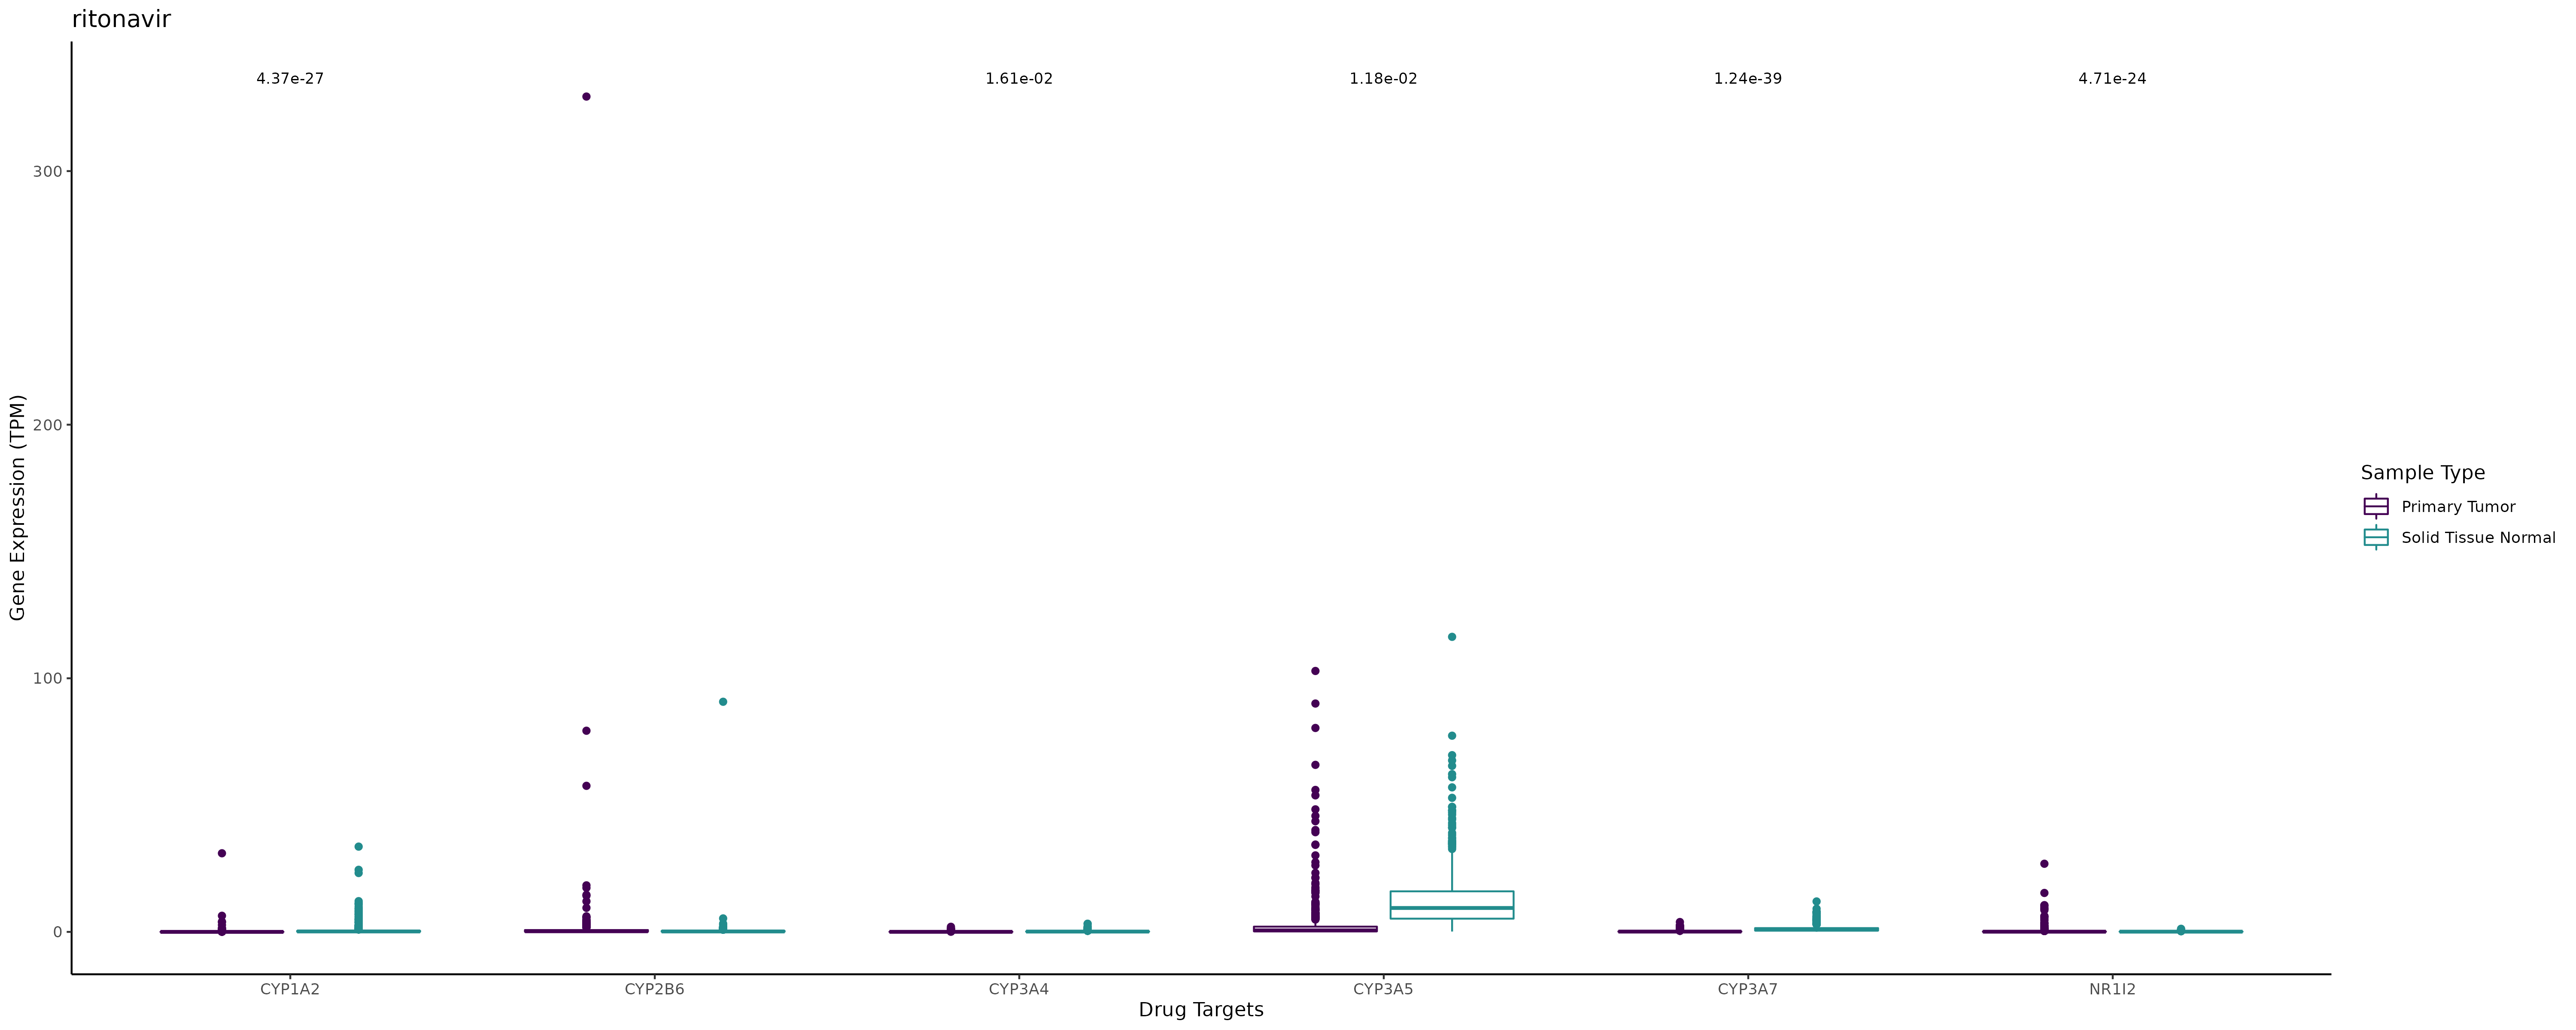 ritonavir
4.37e-27
1.61e-02
1.18e-02
1.24e-39
4.71e-24
Gene Expression (TPM)
300
200
100
0
CYP1A2
CYP2B6
CYP3A4
CYP3A5
CYP3A7
NR1I2
Drug Targets
Sample Type
Primary Tumor
Solid Tissue Normal